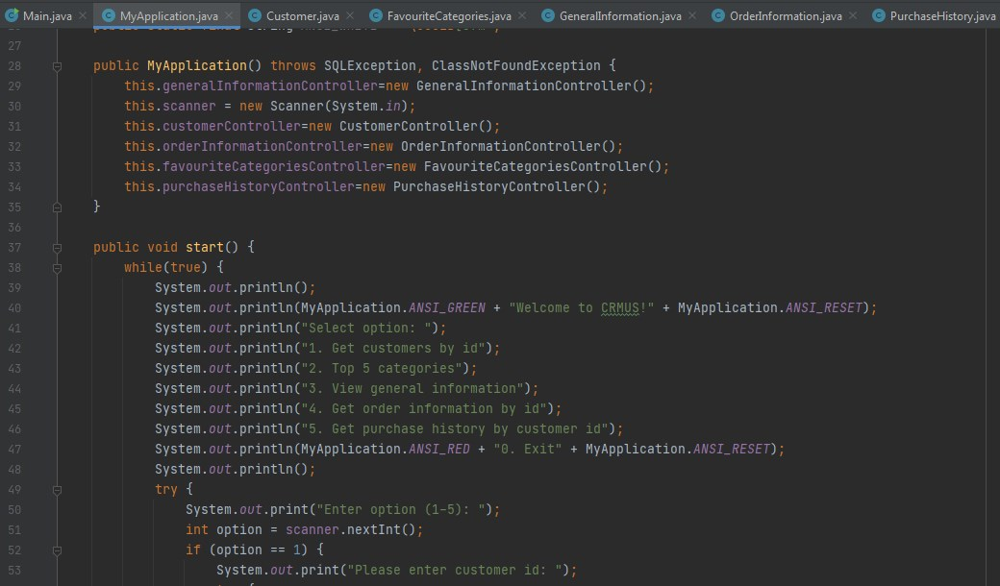 Main.java MyApplication.java Customer.java FavouriteCategories.java GeneralInformation.java OrderInformation.java PurchaseHistory.java
27
28 public MyApplication() throws SQLException, ClassNotFoundException {
29 this.generalInformationController=new GeneralInformationController();
30 this.scanner = new Scanner(System.in);
31 this.customerController=new CustomerController();
32 this.orderInformationController=new OrderInformationController();
33 this.favouriteCategoriesController=new FavouriteCategoriesController();
34 this.purchaseHistoryController=new PurchaseHistoryController();
35 }
36
37 public void start() {
38 while(true) {
39 System.out.println();
40 System.out.println(MyApplication.ANSI_GREEN + "Welcome to CRMUS!" + MyApplication.ANSI_RESET);
41 System.out.println("Select option: ");
42 System.out.println("1. Get customers by id");
43 System.out.println("2. Top 5 categories");
44 System.out.println("3. View general information");
45 System.out.println("4. Get order information by id");
46 System.out.println("5. Get purchase history by customer id");
47 System.out.println(MyApplication.ANSI_RED + "0. Exit" + MyApplication.ANSI_RESET);
48 System.out.println();
49 try {
50 System.out.print("Enter option (1-5): ");
51 int option = scanner.nextInt();
52 if (option == 1) {
53 System.out.print("Please enter customer id: ");